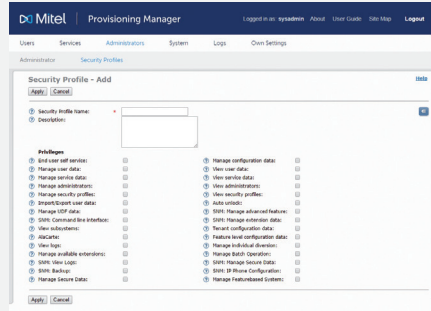 Mitel | Provisioning Manager
Logged in as: sysadmin About User Guide Site Map Logout
Users Services Administrators System Logs Own Settings
Administrator Security Profiles
Security Profile - Add
Help
Apply Cancel
Security Profile Name: *
Description:
Privileges
End user self service: Manage configuration data:
Manage user data: View user data:
Manage service data: View service data:
Manage administrators: View administrators:
Manage security profiles: View security profiles:
Import/Export user data: Auto unlock:
Manage UDF data: SNM: Manage advanced feature:
SNM: Command line interface: SNM: Manage extension data:
View subsystems: Tenant configuration data:
AlaCarte: Feature level configuration data:
View logs: Manage individual diversion:
Manage available extensions: Manage Batch Operation:
SNM: View Logs: SNM: Manage Secure Data:
SNM: Backup: SNM: IP Phone Configuration:
Manage Secure Data: Manage Featurebased System:
Apply Cancel